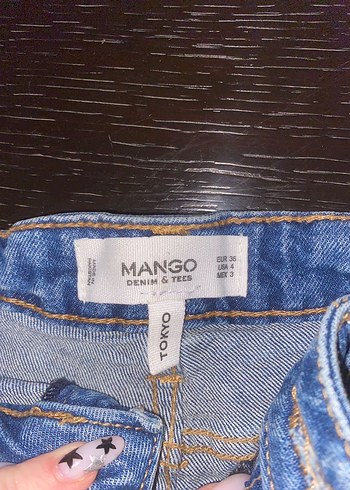 MANGO
DENIM & TEES
EUR 36
USA 4
MEX 3
TOKYO